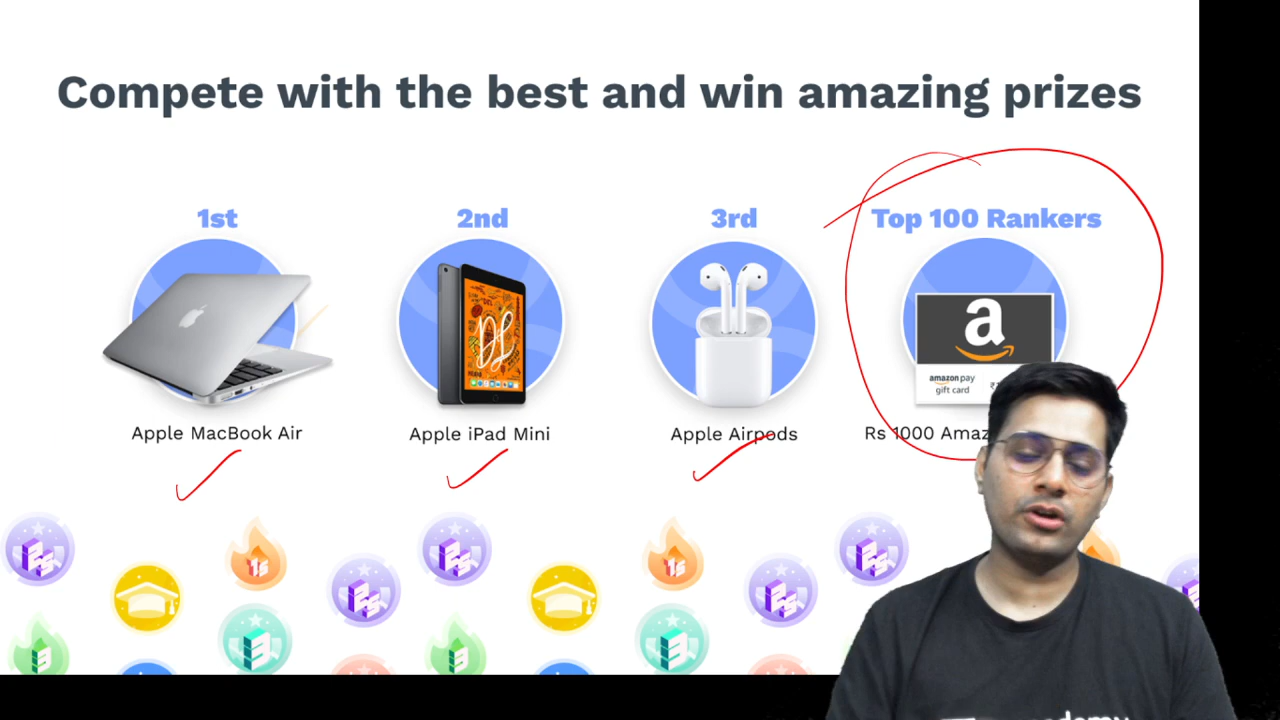 Compete with the best and win amazing prizes
1st
2nd
3rd
Top 100 Rankers
a
amazon pay
gift card
Apple MacBook Air
Apple iPad Mini
Apple Airpods
Rs 1000